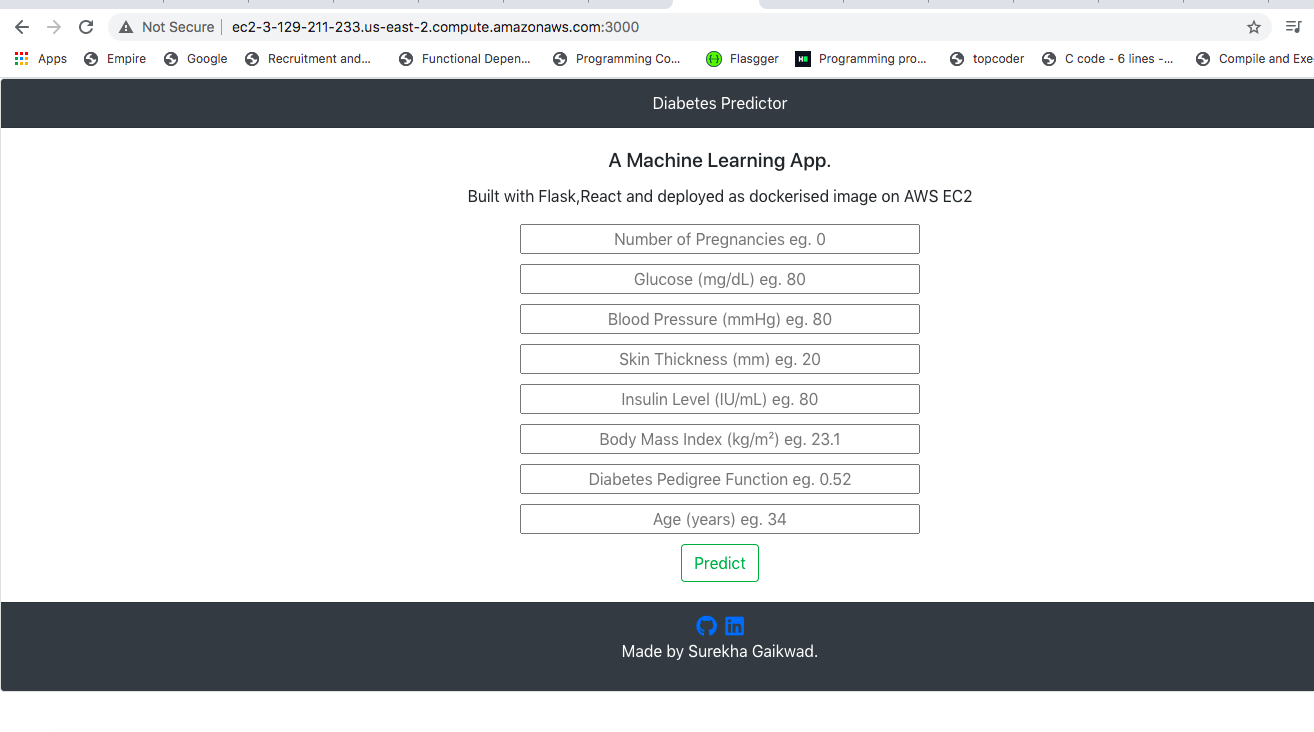 Not Secure ec2-3-129-211-233.us-east-2.compute.amazonaws.com:3000
Apps Empire Google Recruitment and... Functional Depen... Programming Co... Flasgger Programming pro... topcoder C code - 6 lines -... Compile and Exe
Diabetes Predictor
A Machine Learning App.
Built with Flask,React and deployed as dockerised image on AWS EC2
Number of Pregnancies eg. 0
Glucose (mg/dL) eg. 80
Blood Pressure (mmHg) eg. 80
Skin Thickness (mm) eg. 20
Insulin Level (IU/mL) eg. 80
Body Mass Index (kg/m²) eg. 23.1
Diabetes Pedigree Function eg. 0.52
Age (years) eg. 34
Predict
Made by Surekha Gaikwad.